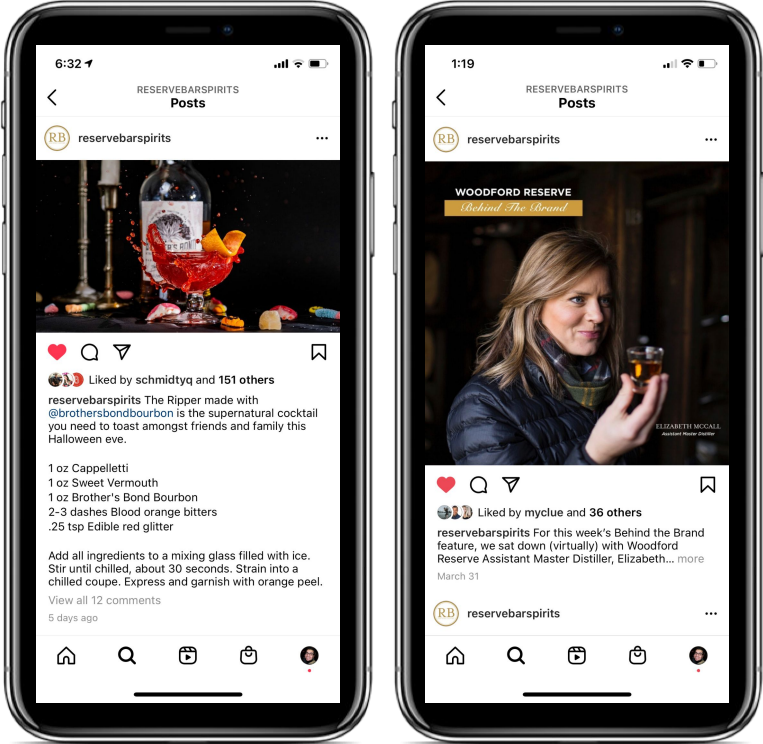 6:32
RESERVEBARSPIRITS
Posts
RB
reservebarspirits
Liked by schmidtyq and 151 others
reservebarspirits The Ripper made with
@brothersbondbourbon is the supernatural cocktail
you need to toast amongst friends and family this
Halloween eve.
1 oz Cappelletti
1 oz Sweet Vermouth
1 oz Brother's Bond Bourbon
2-3 dashes Blood orange bitters
.25 tsp Edible red glitter
Add all ingredients to a mixing glass filled with ice.
Stir until chilled, about 30 seconds. Strain into a
chilled coupe. Express and garnish with orange peel.
View all 12 comments
5 days ago
1:19
RESERVEBARSPIRITS
Posts
RB
reservebarspirits
WOODFORD RESERVE
Behind The Brand
ELIZABETH MCCALL
Assistant Master Distiller
Liked by myclue and 36 others
reservebarspirits For this week's Behind the Brand
feature, we sat down (virtually) with Woodford
Reserve Assistant Master Distiller, Elizabeth... more
March 31
RB
reservebarspirits